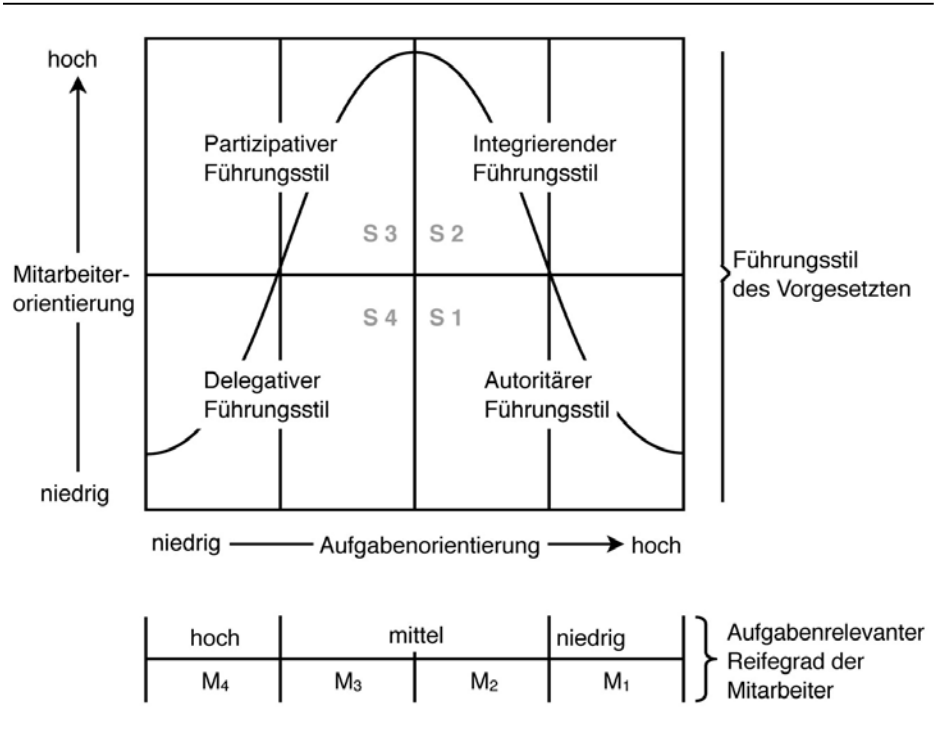 hoch
Partizipativer
Führungsstil
Integrierender
Führungsstil
S 3
S 2
Mitarbeiter-
orientierung
Führungsstil
des Vorgesetzten
S 4
S 1
Delegativer
Führungsstil
Autoritärer
Führungsstil
niedrig
niedrig
Aufgabenorientierung
hoch
hoch
mittel
niedrig
M₄
M₃
M₂
M₁
Aufgabenrelevanter
Reifegrad der
Mitarbeiter